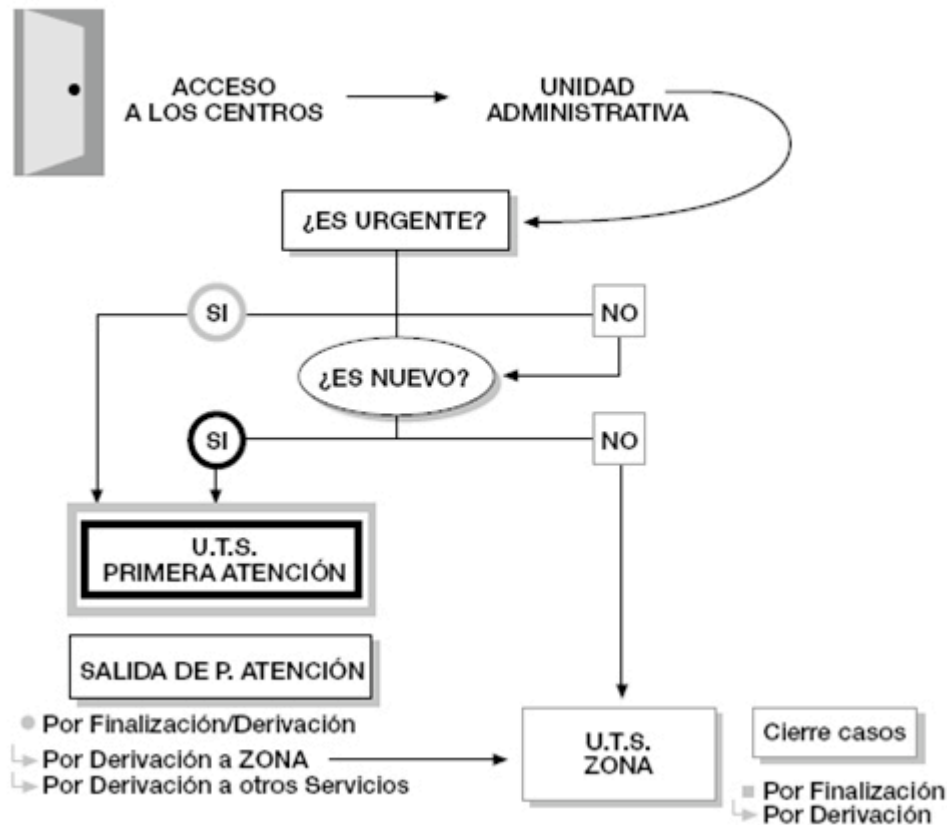 ACCESO
A LOS CENTROS
UNIDAD
ADMINISTRATIVA
¿ES URGENTE?
SI
NO
¿ES NUEVO?
SI
NO
U.T.S.
PRIMERA ATENCIÓN
SALIDA DE P. ATENCIÓN
Por Finalización/Derivación
Por Derivación a ZONA
Por Derivación a otros Servicios
U.T.S.
ZONA
Cierre casos
Por Finalización
Por Derivación